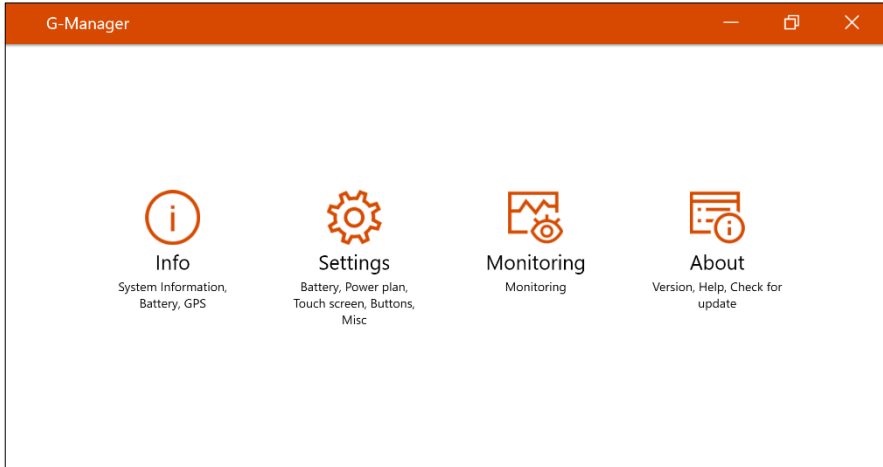 G-Manager
Info
System Information,
Battery, GPS
Settings
Battery, Power plan,
Touch screen, Buttons,
Misc
Monitoring
Monitoring
About
Version, Help, Check for
update